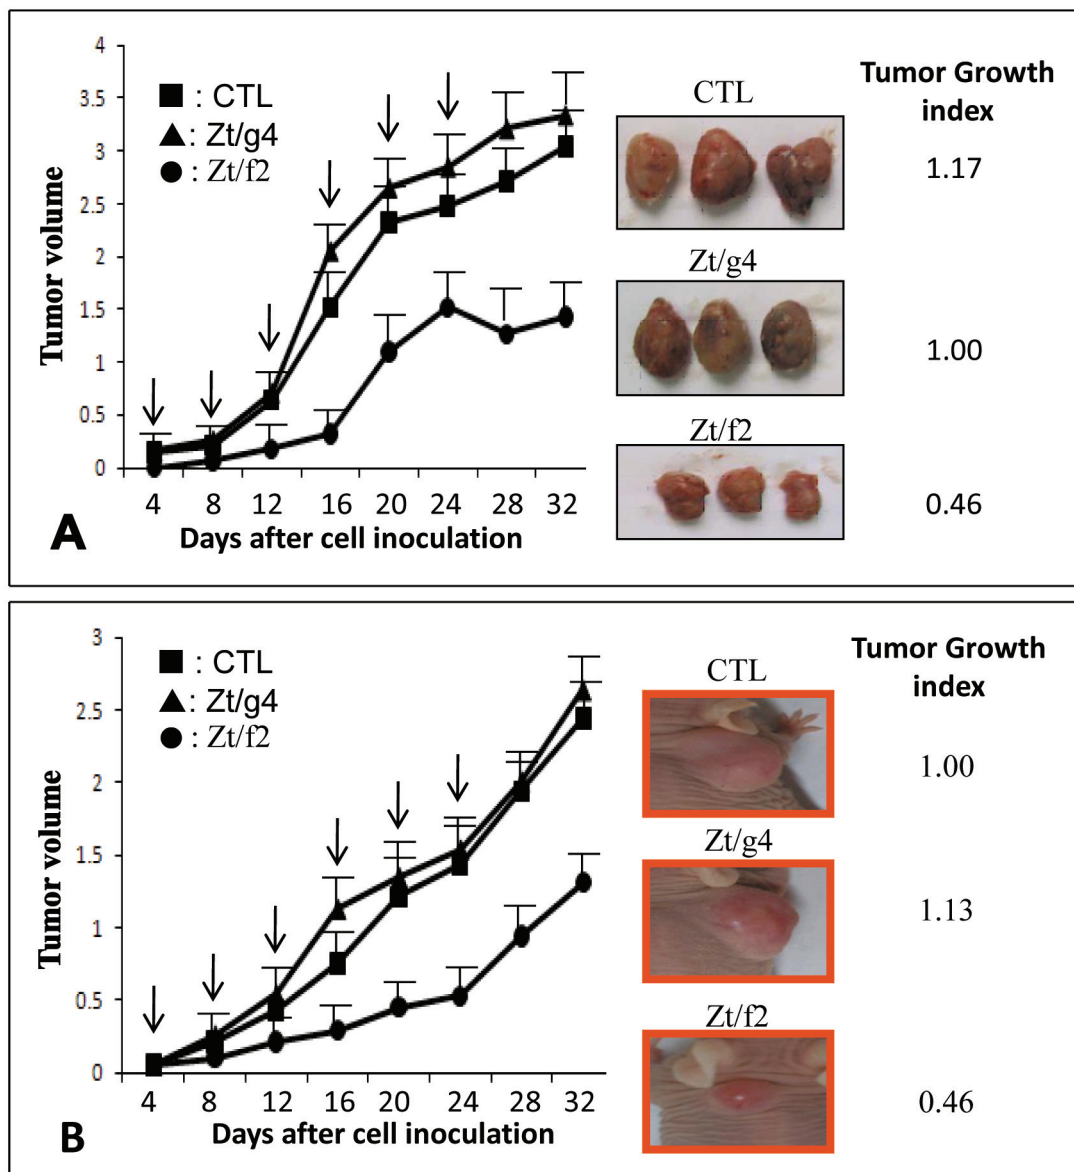 4
3.5
3
2.5
2
1.5
1
0.5
0
Tumor volume
■ : CTL
▲ : Zt/g4
● : Zt/f2
4 8 12 16 20 24 28 32
Days after cell inoculation
A
CTL
Zt/g4
Zt/f2
Tumor Growth
index
1.17
1.00
0.46
3
2.5
2
1.5
1
0.5
0
Tumor volume
■ : CTL
▲ : Zt/g4
● : Zt/f2
4 8 12 16 20 24 28 32
Days after cell inoculation
B
CTL
Zt/g4
Zt/f2
Tumor Growth
index
1.00
1.13
0.46